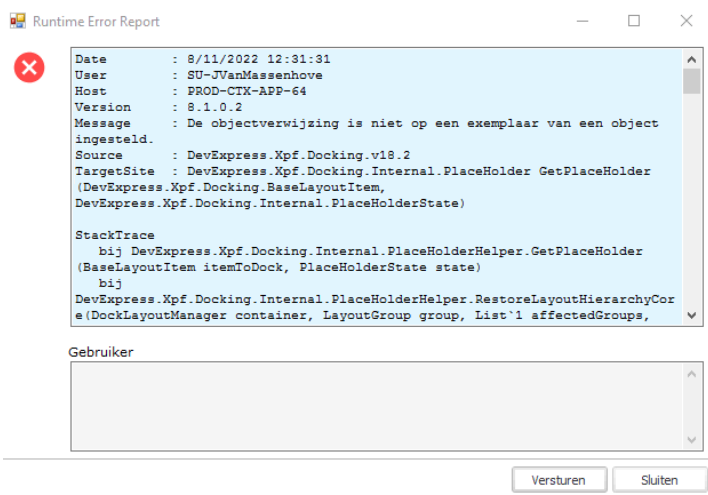 Runtime Error Report
Date : 8/11/2022 12:31:31
User : SU-JVanMassenhove
Host : PROD-CTX-APP-64
Version : 8.1.0.2
Message : De objectverwijzing is niet op een exemplaar van een object
ingesteld.
Source : DevExpress.Xpf.Docking.v18.2
TargetSite : DevExpress.Xpf.Docking.Internal.PlaceHolder GetPlaceHolder
(DevExpress.Xpf.Docking.BaseLayoutItem,
DevExpress.Xpf.Docking.Internal.PlaceHolderState)
StackTrace
bij DevExpress.Xpf.Docking.Internal.PlaceHolderHelper.GetPlaceHolder
(BaseLayoutItem itemToDock, PlaceHolderState state)
bij
DevExpress.Xpf.Docking.Internal.PlaceHolderHelper.RestoreLayoutHierarchyCor
e(DockLayoutManager container, LayoutGroup group, List`1 affectedGroups,
Gebruiker
Versturen Sluiten